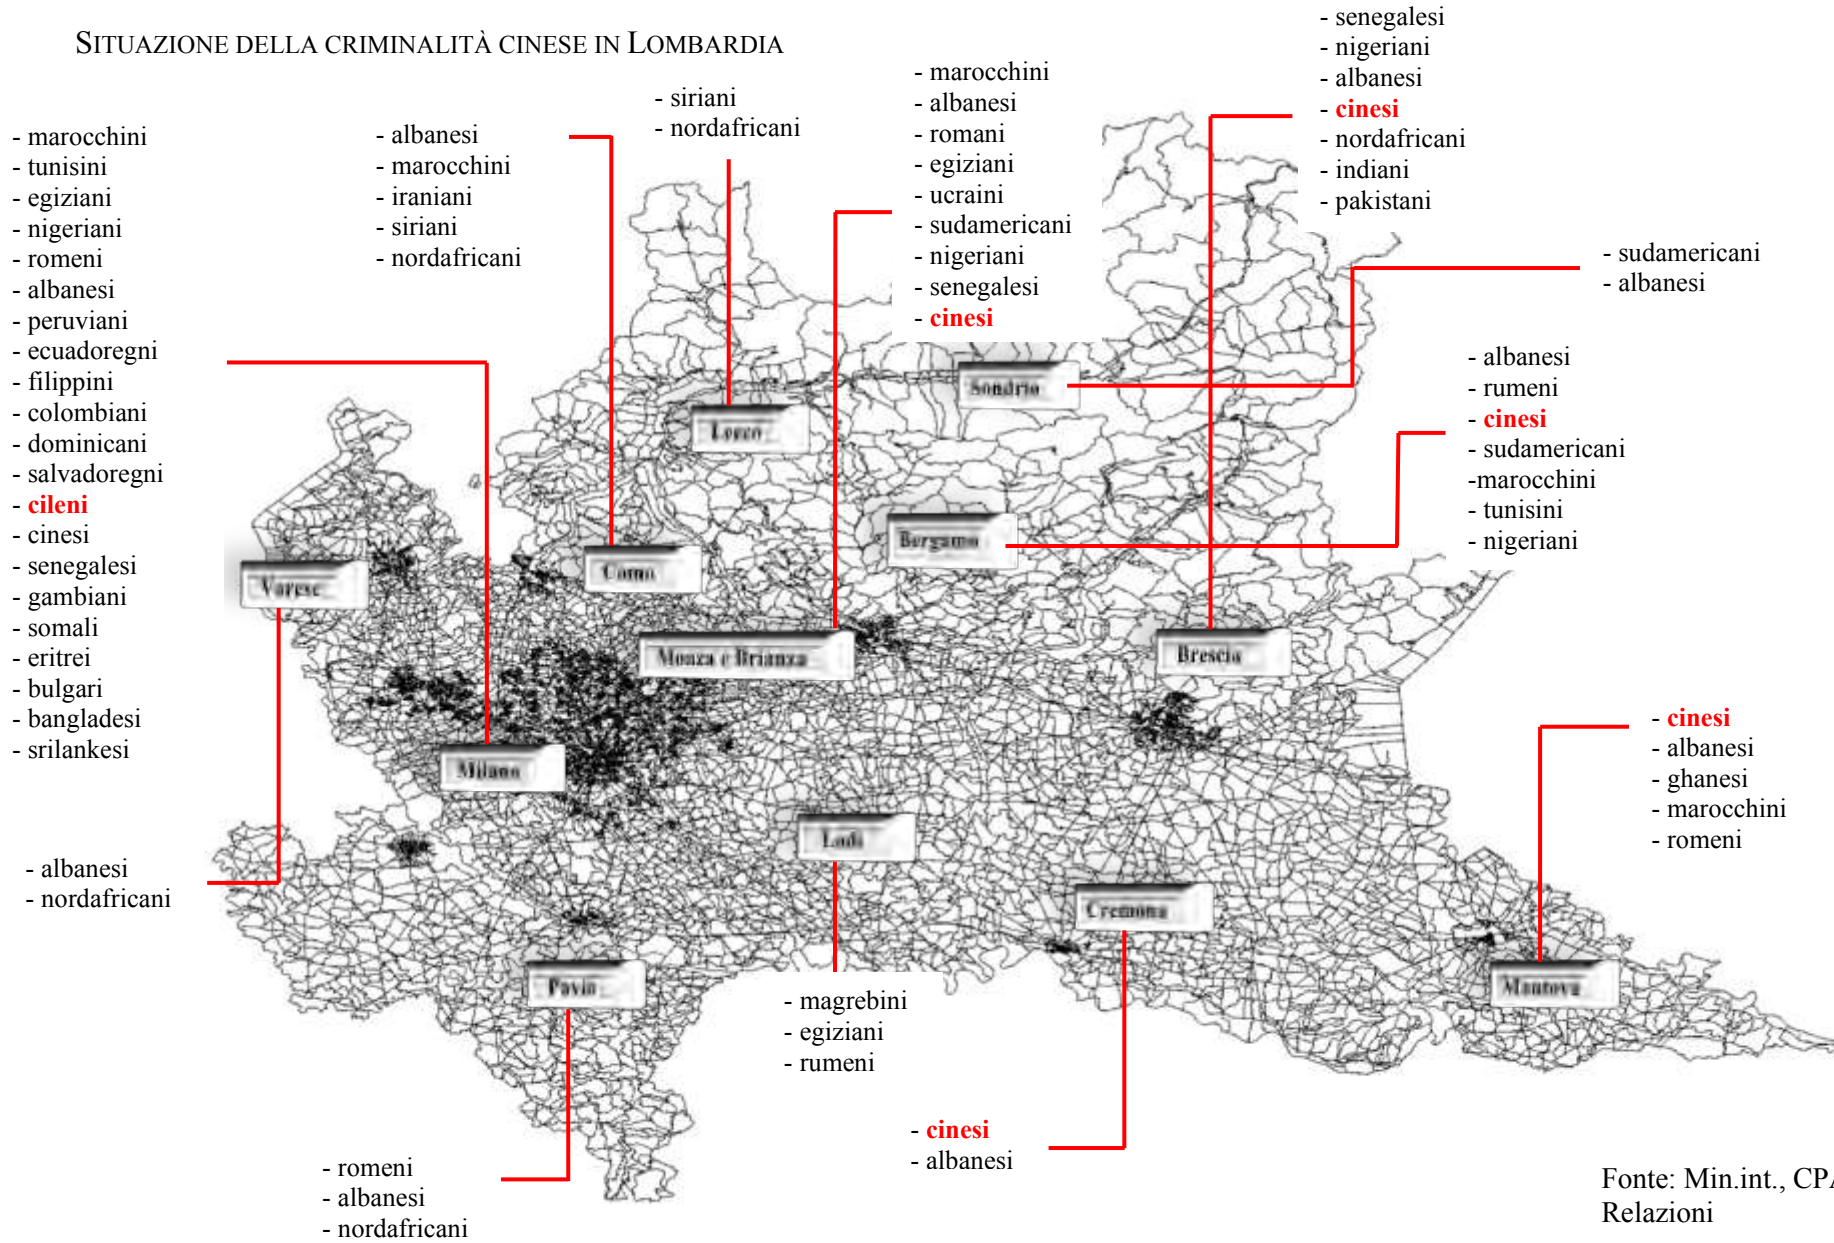 SITUAZIONE DELLA CRIMINALITÀ CINESE IN LOMBARDIA
- marocchini
- tunisini
- egiziani
- nigeriani
- romeni
- albanesi
- peruviani
- ecuadoregni
- filippini
- colombiani
- dominicani
- salvadoregni
- cileni
- cinesi
- senegalesi
- gambiani
- somali
- eritrei
- bulgari
- bangladesi
- srilankesi
- albanesi
- marocchini
- iraniani
- siriani
- nordafricani
- siriani
- nordafricani
- marocchini
- albanesi
- romani
- egiziani
- ucraini
- sudamericani
- nigeriani
- senegalesi
- cinesi
- senegalesi
- nigeriani
- albanesi
- cinesi
- nordafricani
- indiani
- pakistani
- sudamericani
- albanesi
- albanesi
- rumeni
- cinesi
- sudamericani
-marocchini
- tunisini
- nigeriani
Sondrio
Lecco
Bergamo
Como
Varese
Monza e Brianza
Brescia
Milano
Lodi
Cremona
Mantova
Pavia
- cinesi
- albanesi
- ghanesi
- marocchini
- romeni
- albanesi
- nordafricani
- magrebini
- egiziani
- rumeni
- cinesi
- albanesi
- romeni
- albanesi
- nordafricani
Fonte: Min.int., CPA
Relazioni